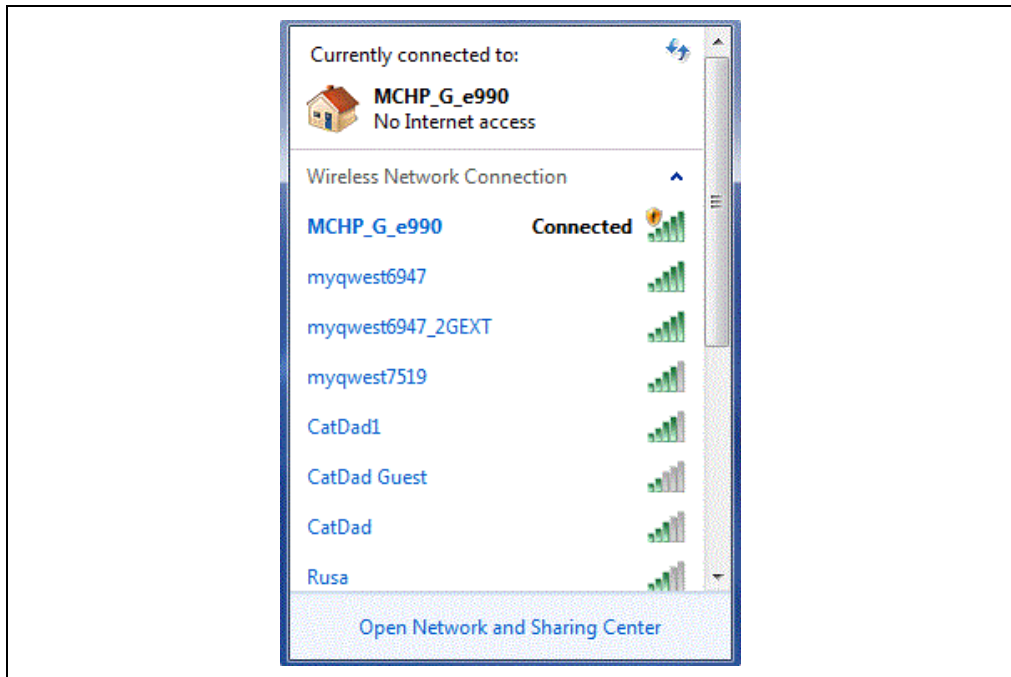 Currently connected to:
MCHP_G_e990
No Internet access
Wireless Network Connection
MCHP_G_e990 Connected
myqwest6947
myqwest6947_2GEXT
myqwest7519
CatDad1
CatDad Guest
CatDad
Rusa
Open Network and Sharing Center